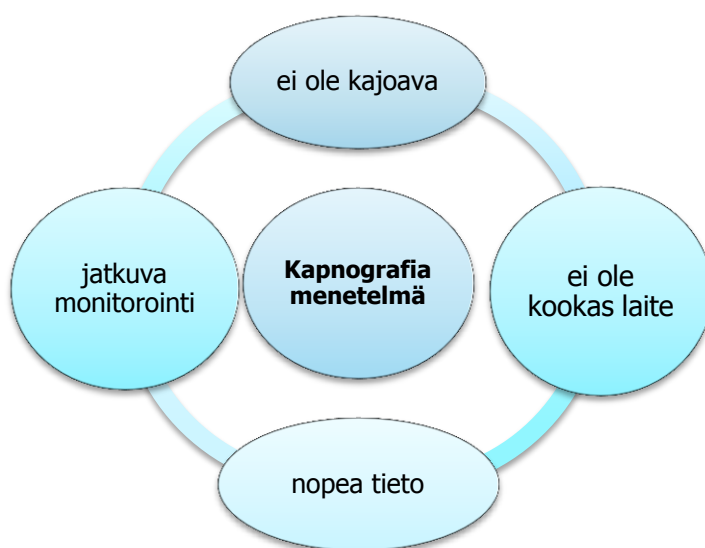 ei ole kajoava
jatkuva
monitorointi
Kapnografia
menetelmä
ei ole
kookas laite
nopea tieto